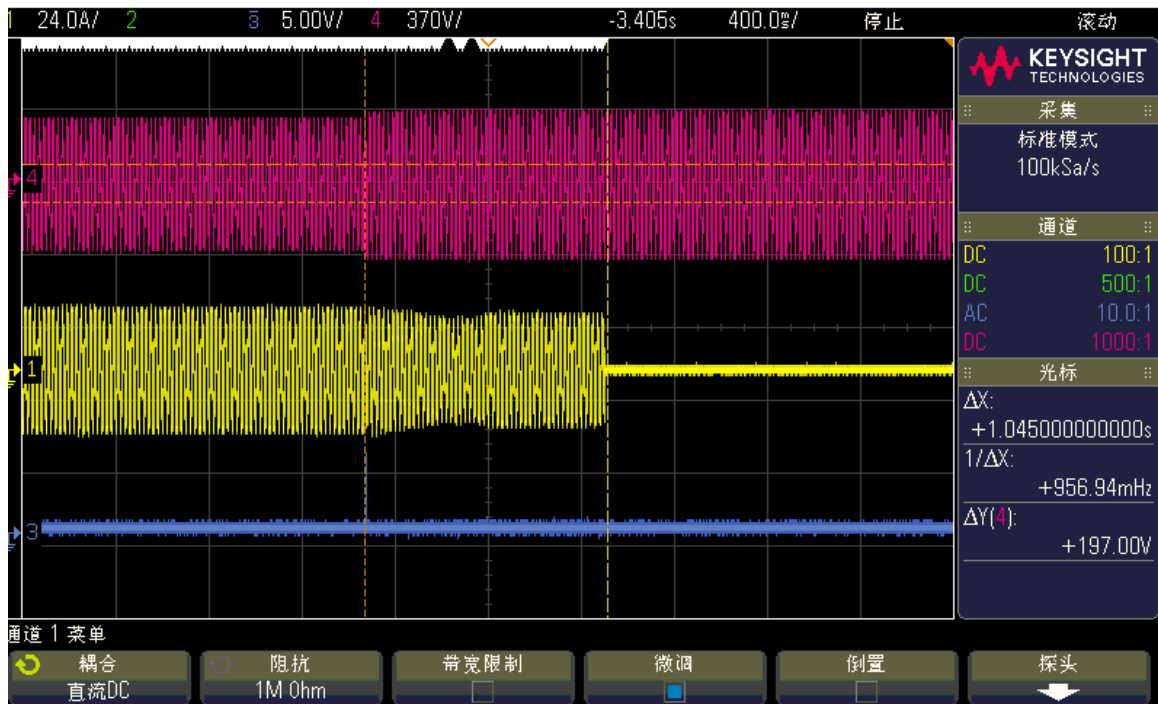 1 24.0A/ 2 3 5.00V/ 4 370V/ -3.405s 400.0ms/ 停止 滚动
KEYSIGHT
TECHNOLOGIES
采集
标准模式
100kSa/s
通道
DC 100:1
DC 500:1
AC 10.0:1
DC 1000:1
光标
ΔX:
+1.045000000000s
1/ΔX:
+956.94mHz
ΔY(4):
+197.00V
4
1
3
通道 1 菜单
耦合 阻抗 带宽限制 微调 倒置 探头
直流DC 1M Ohm